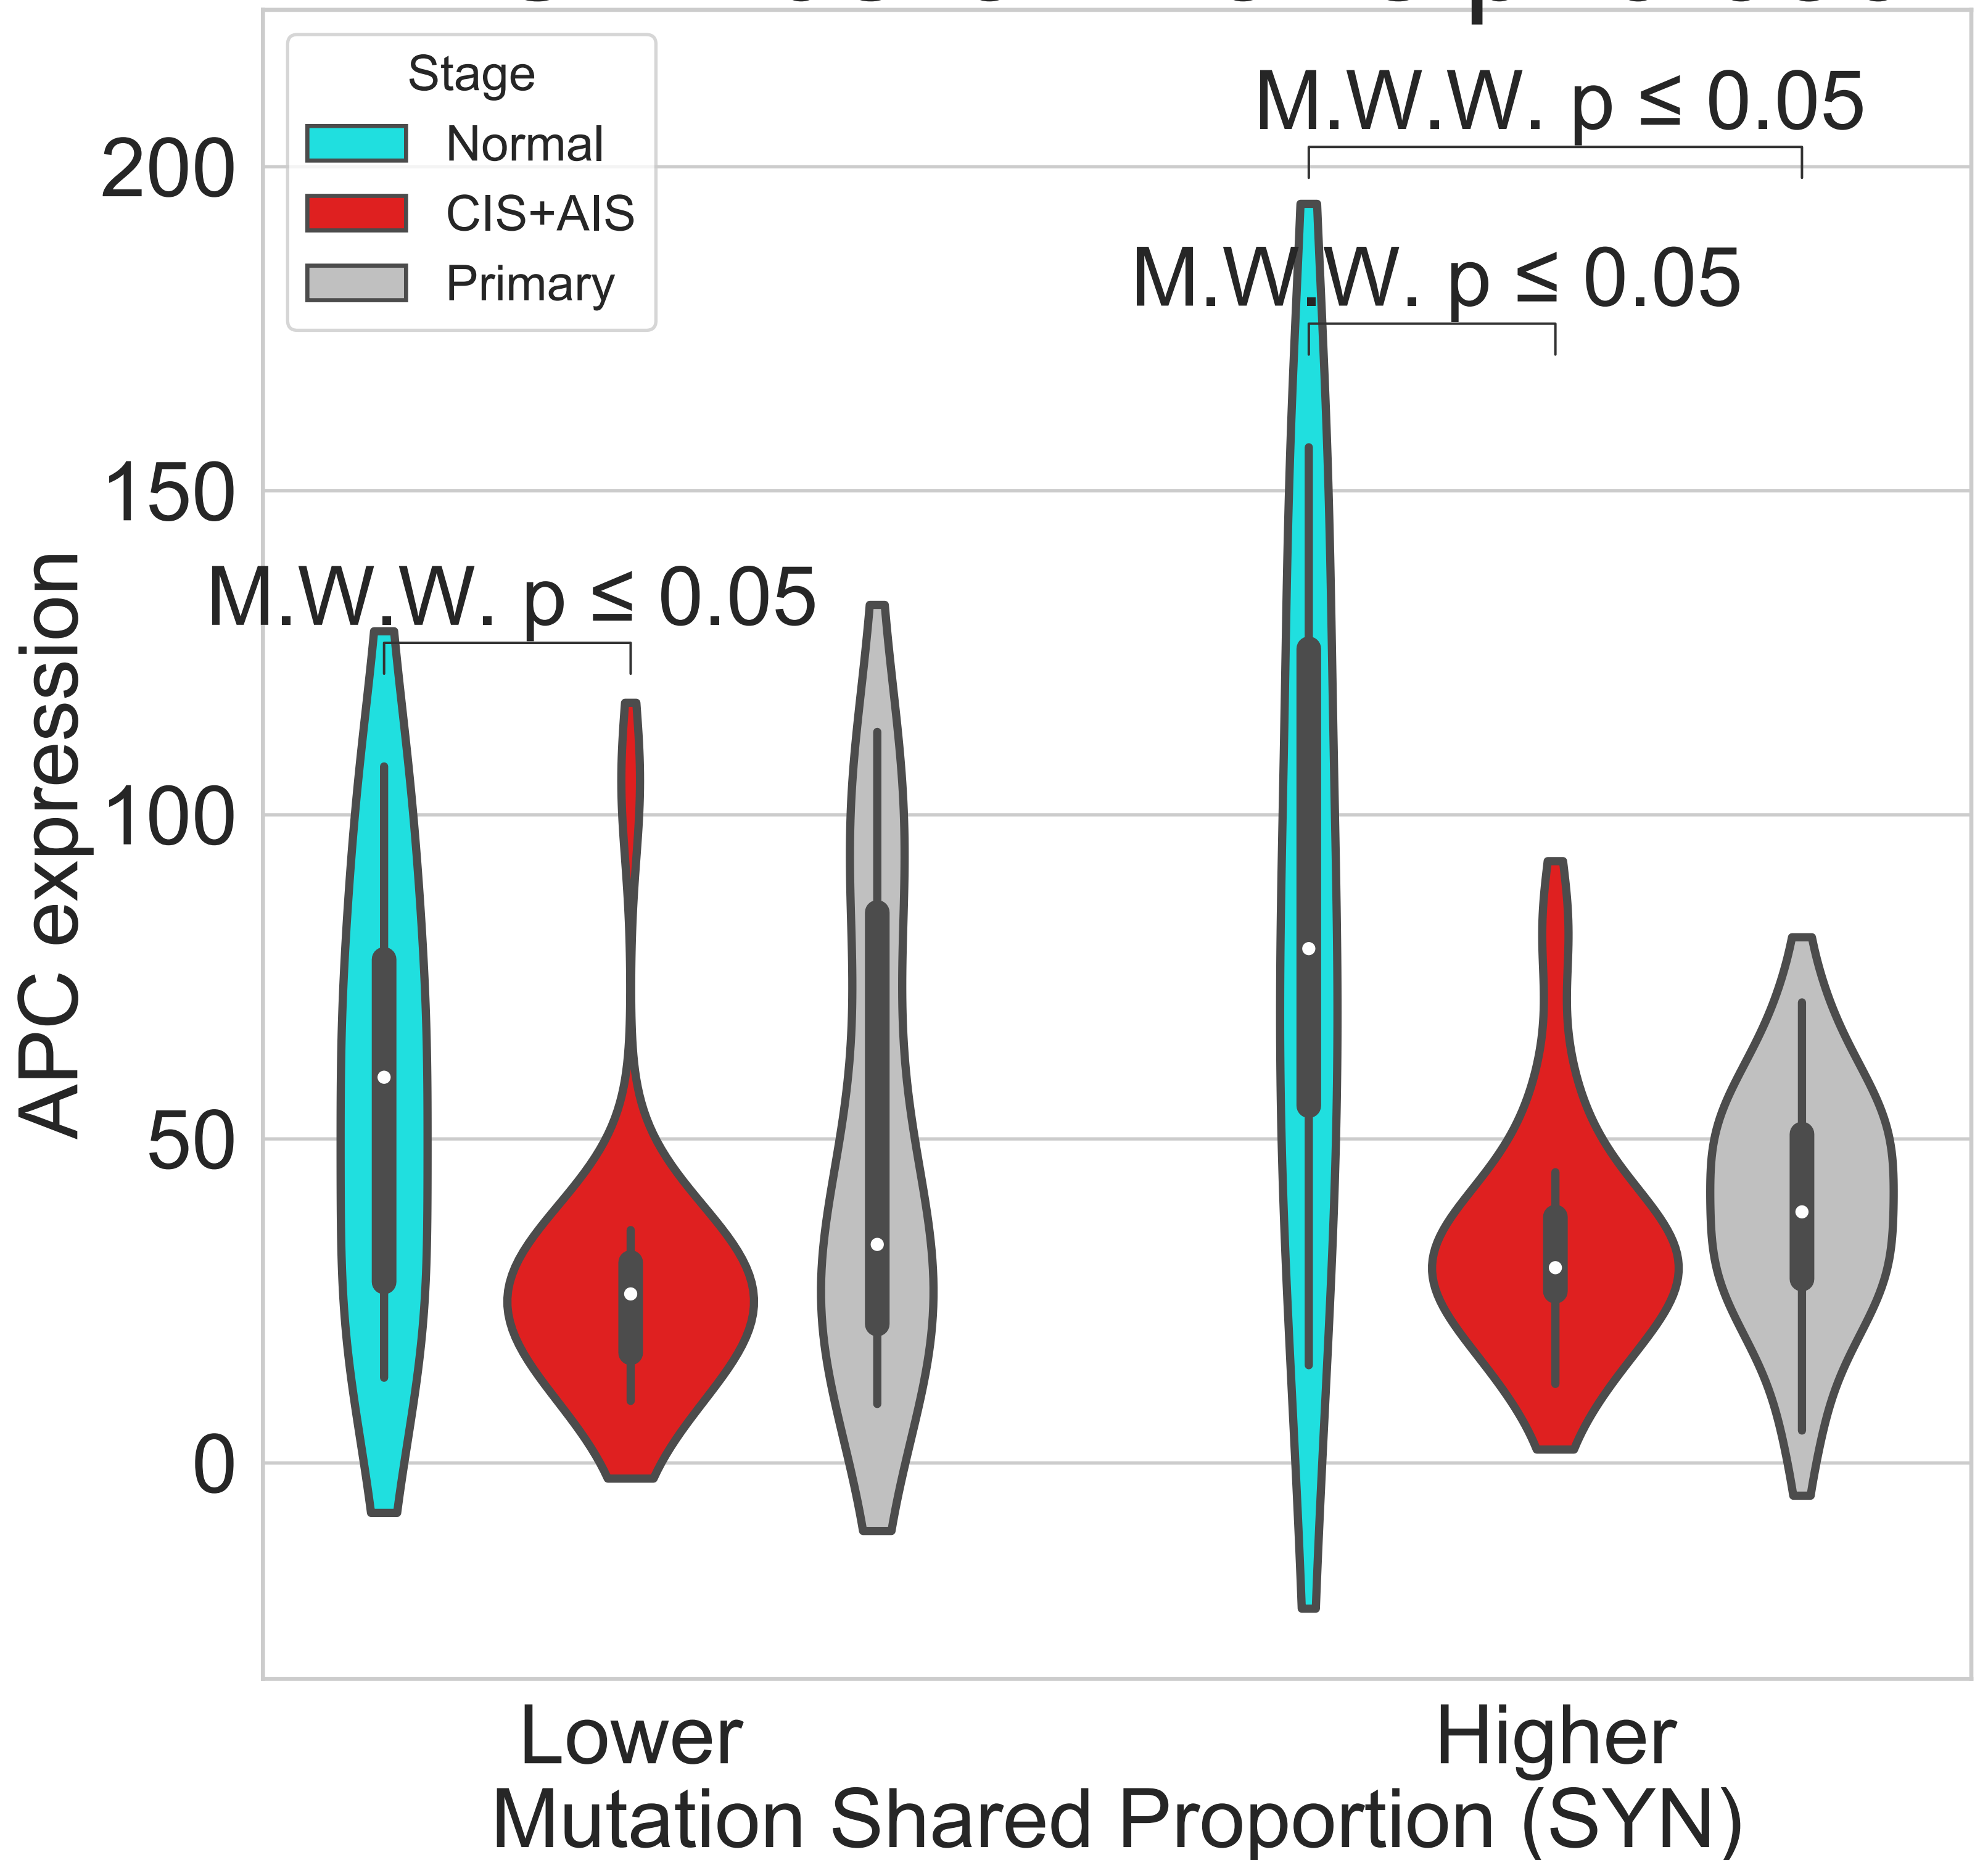 Stage
Normal
CIS+AIS
Primary
M.W.W. p ≤ 0.05
M.W.W. p ≤ 0.05
M.W.W. p ≤ 0.05
200
150
100
50
0
APC expression
Lower
Higher
Mutation Shared Proportion (SYN)